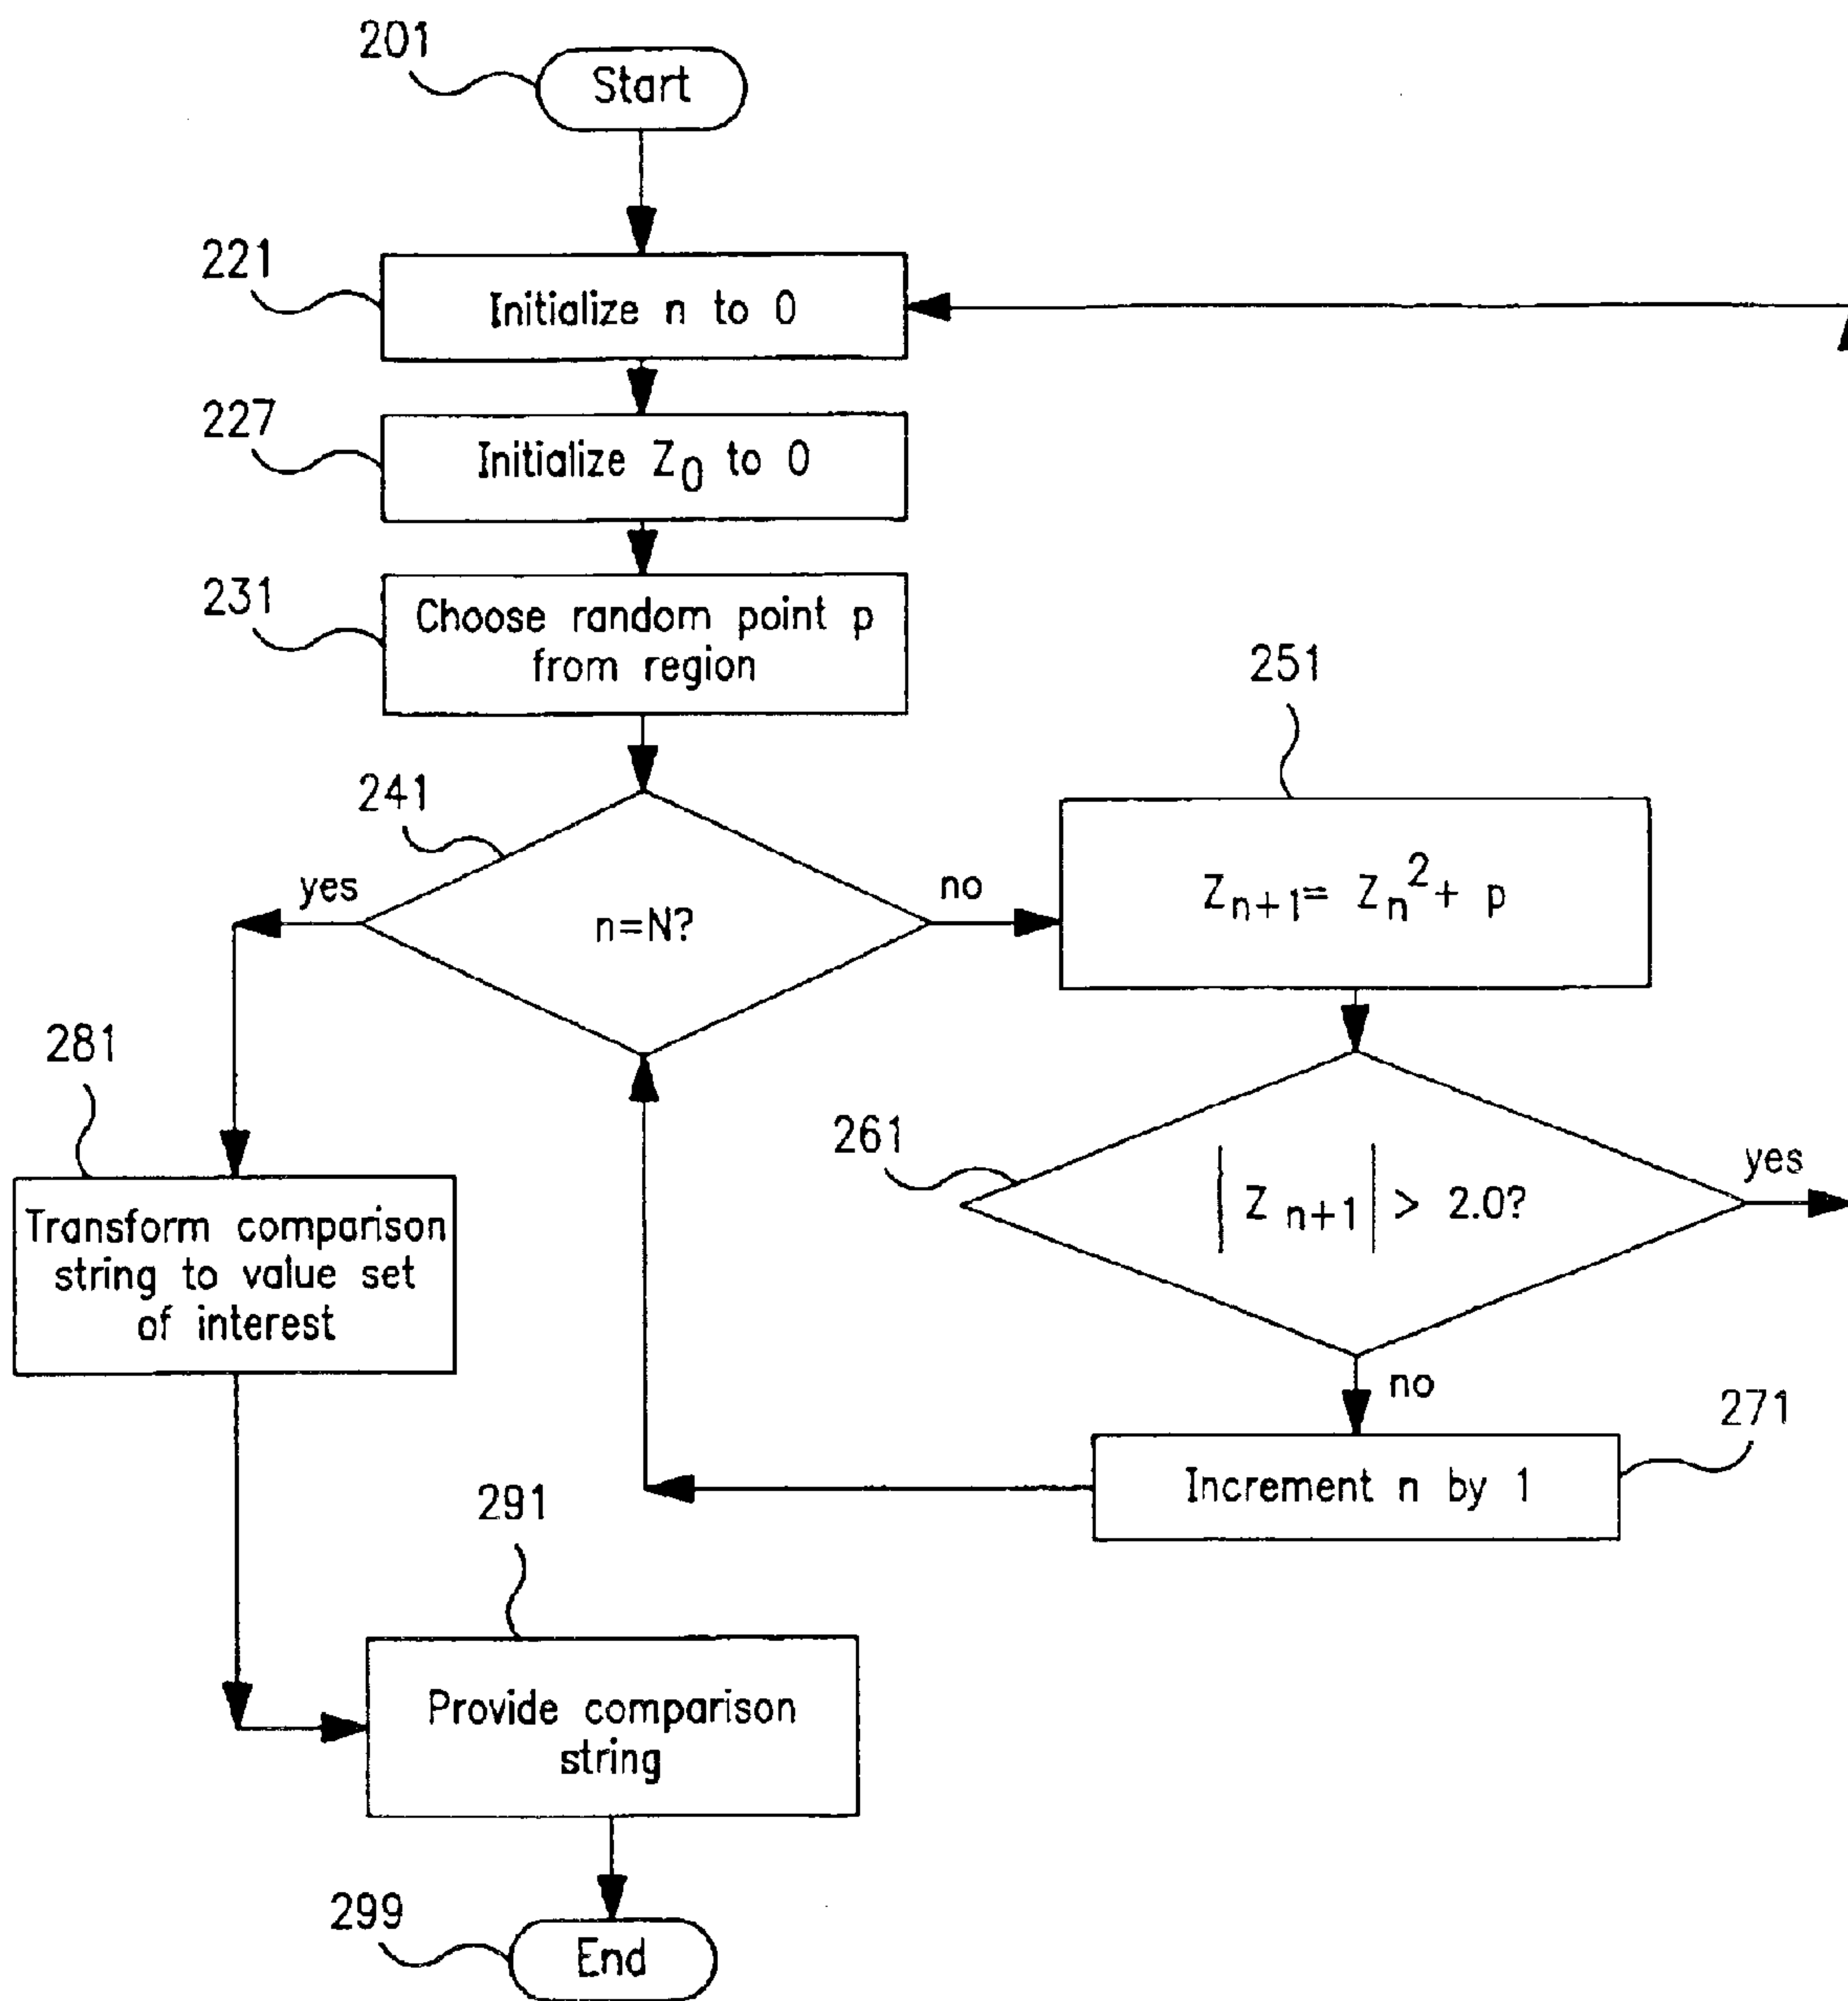 201
Start
221
Initialize n to 0
227
Initialize Z0 to 0
231
Choose random point p
from region
241
n=N?
yes
no
251
Zn+1= Zn2+ p
261
|Z n+1| > 2.0?
yes
no
271
Increment n by 1
281
Transform comparison
string to value set
of interest
291
Provide comparison
string
299
End